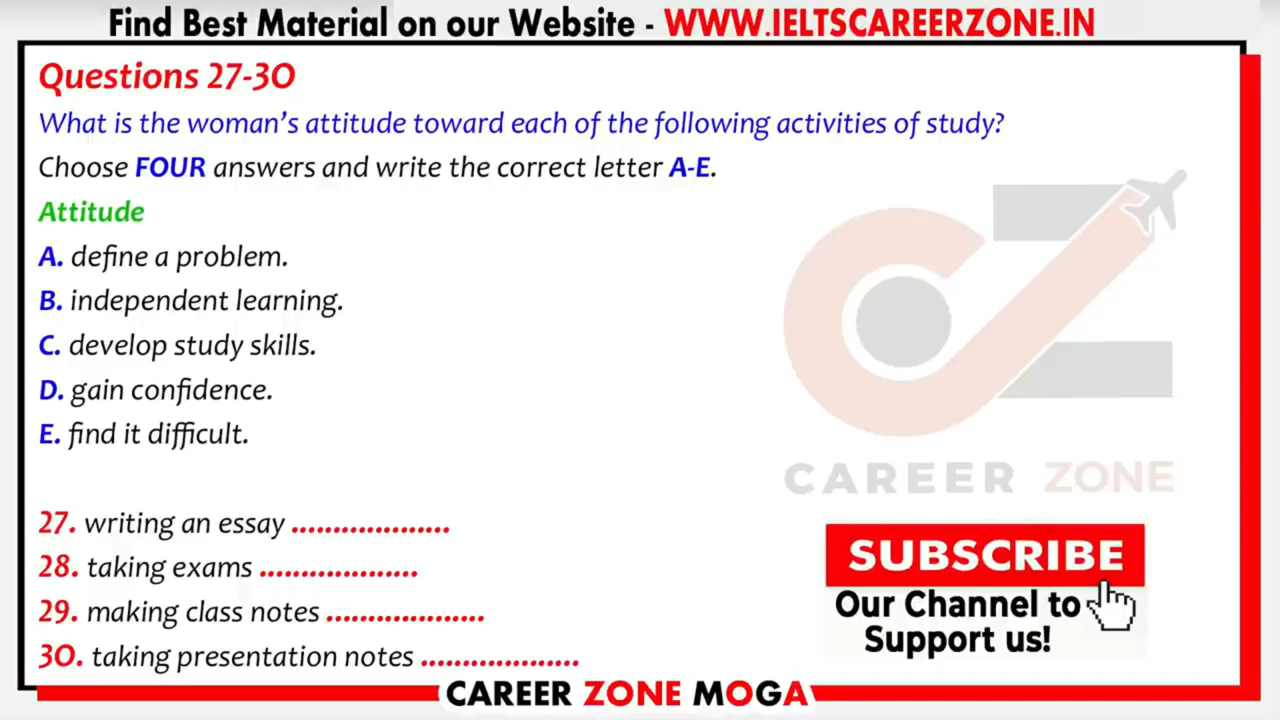 Find Best Material on our Website - WWW.IELTSCAREERZONE.IN
Questions 27-30
What is the woman's attitude toward each of the following activities of study?
Choose FOUR answers and write the correct letter A-E.
Attitude
A. define a problem.
B. independent learning.
C. develop study skills.
D. gain confidence.
E. find it difficult.
CAREER ZONE
27. writing an essay ...................
28. taking exams ...................
29. making class notes ...................
30. taking presentation notes ...................
SUBSCRIBE
Our Channel to
Support us!
CAREER ZONE MOGA